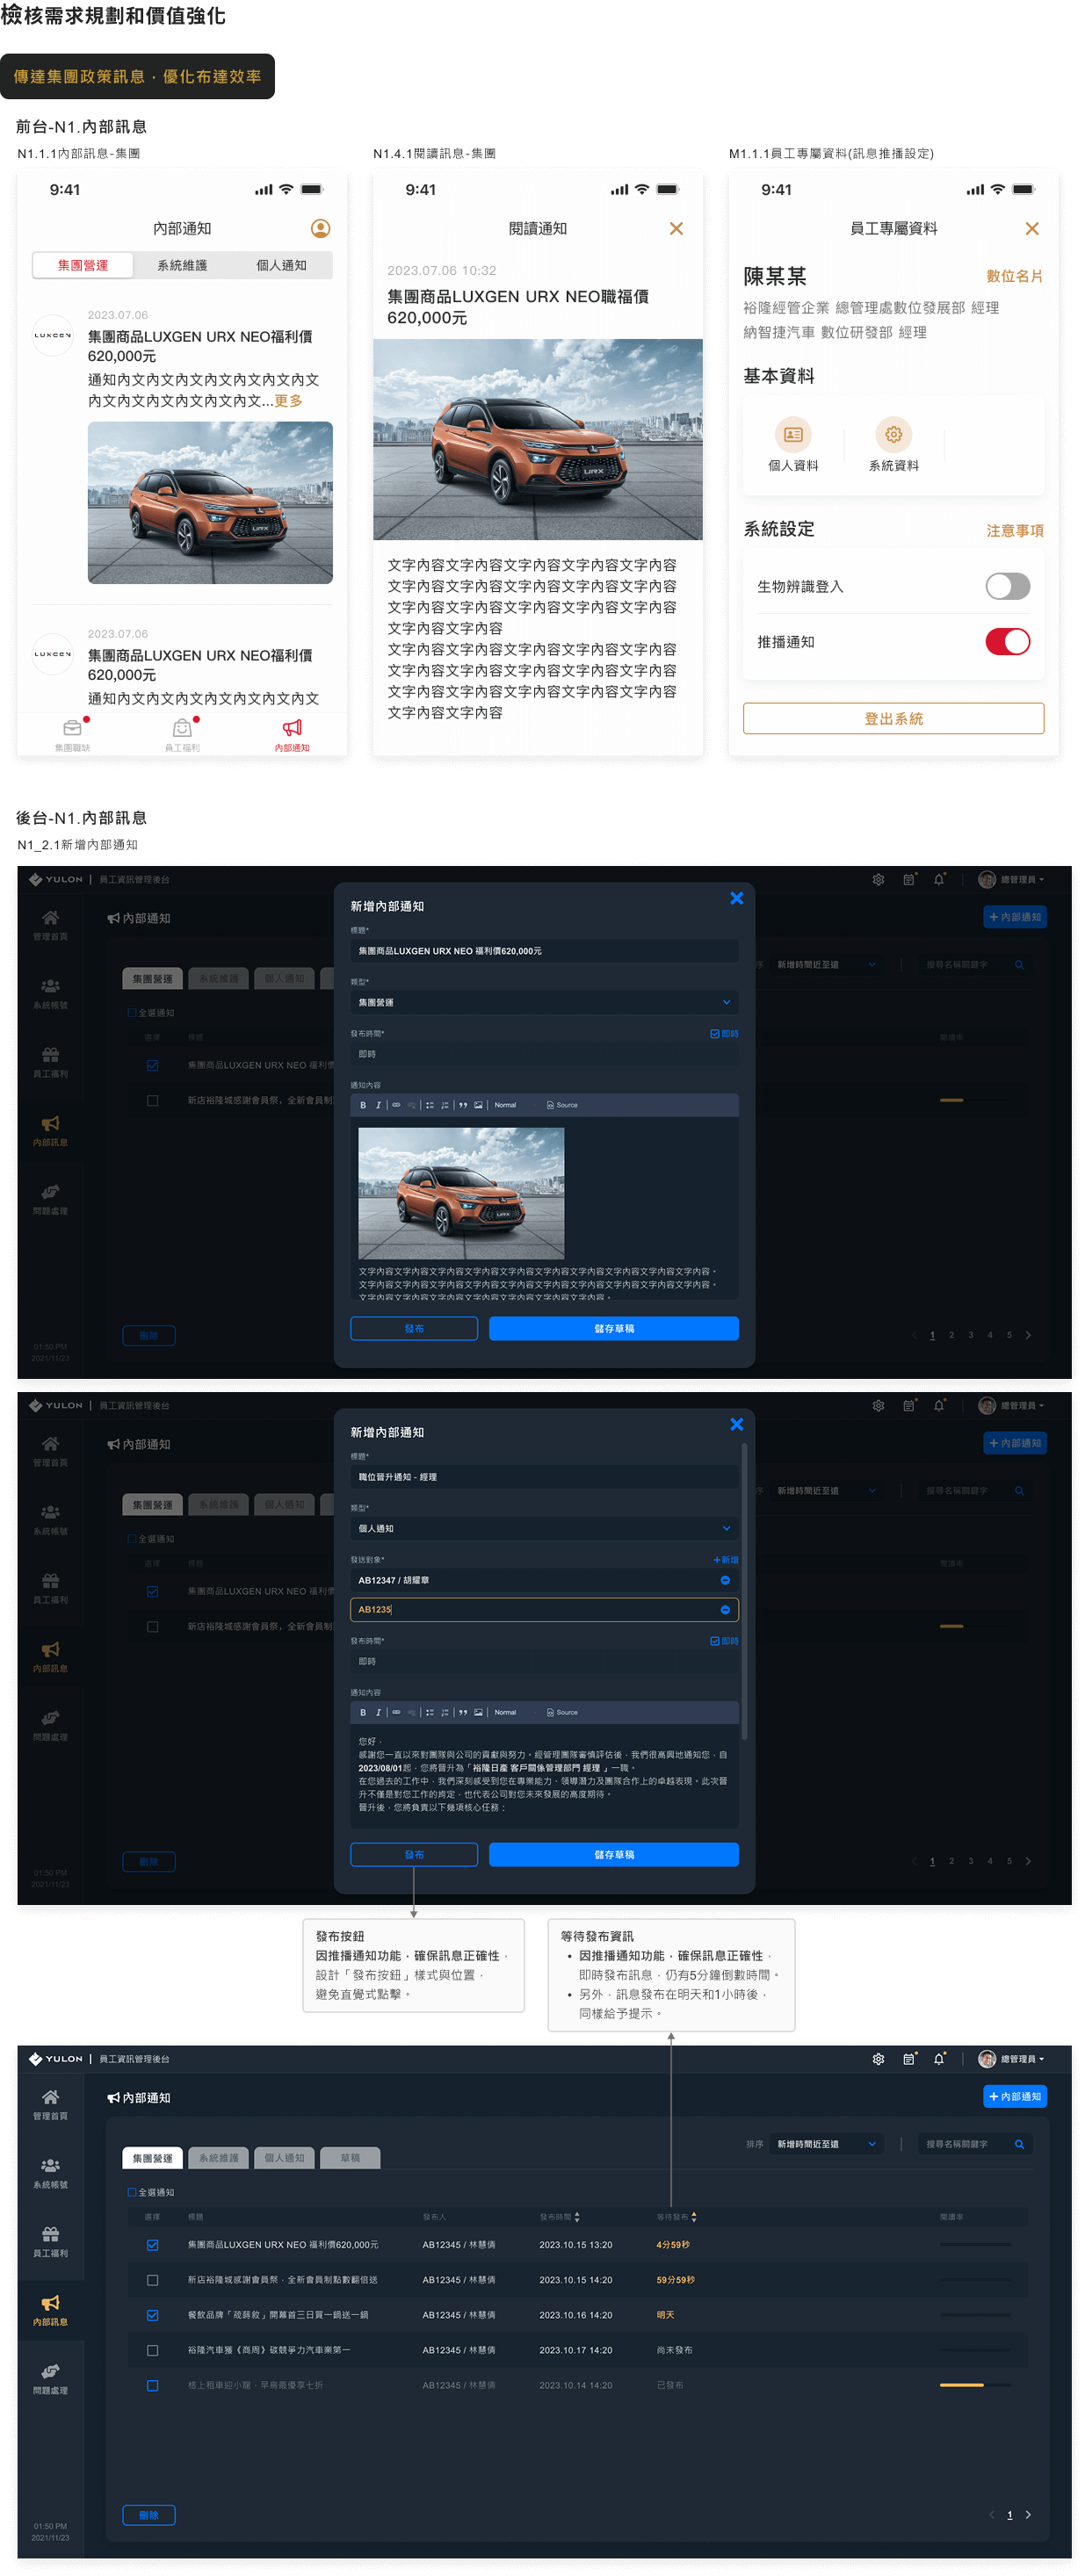 檢核需求規劃和價值強化
傳達集團政策訊息．優化布達效率
前台-N1.內部訊息
N1.1.1內部訊息-集團
9:41
內部通知
集團營運 系統維護 個人通知
2023.07.06
LUXGEN
集團商品LUXGEN URX NEO福利價
620,000元
通知內文內文內文內文內文內文內文內文
內文內文內文內文內文內文...更多
URX
2023.07.06
LUXGEN
集團商品LUXGEN URX NEO福利價
620,000元
通知內文內文內文內文內文內文內文內文
集團職缺 員工福利 內部通知
N1.4.1閱讀訊息-集團
9:41
閱讀通知
2023.07.06 10:32
集團商品LUXGEN URX NEO職福價
620,000元
URX
文字內容文字內容文字內容文字內容文字內容
文字內容文字內容文字內容文字內容文字內容
文字內容文字內容文字內容文字內容文字內容
文字內容文字內容
文字內容文字內容文字內容文字內容文字內容
文字內容文字內容文字內容文字內容文字內容
文字內容文字內容文字內容文字內容文字內容
文字內容文字內容
M1.1.1員工專屬資料(訊息推播設定)
9:41
員工專屬資料
陳某某 數位名片
裕隆經管企業 總管理處數位發展部 經理
納智捷汽車 數位研發部 經理
基本資料
個人資料 系統資料
系統設定 注意事項
生物辨識登入
推播通知
登出系統
後台-N1.內部訊息
N1_2.1新增內部通知
YULON | 員工資訊管理後台 總管理員
管理首頁
系統帳號
員工福利
內部訊息
問題處理
01:50 PM
2021/11/23
內部通知 + 內部通知
集團營運 系統維護 個人通知
序 新增時間近至遠 搜尋名稱關鍵字
全選通知
選擇 標題 閱讀率
集團商品LUXGEN URX NEO 福利價
新店裕隆城感謝會員祭，全新會員制
刪除
1 2 3 4 5
新增內部通知
標題*
集團商品LUXGEN URX NEO 福利價620,000元
類型*
集團營運
發布時間* 即時
即時
通知內容
B I Normal Source
URX
文字內容文字內容文字內容文字內容文字內容文字內容文字內容文字內容文字內容文字內容。
文字內容文字內容文字內容文字內容文字內容文字內容文字內容文字內容文字內容文字內容。
文字內容文字內容文字內容文字內容文字內容文字內容文字內容。
發布 儲存草稿
YULON | 員工資訊管理後台 總管理員
管理首頁
系統帳號
員工福利
內部訊息
問題處理
01:50 PM
2021/11/23
內部通知 + 內部通知
集團營運 系統維護 個人通知
序 新增時間近至遠 搜尋名稱關鍵字
全選通知
選擇 標題 閱讀率
集團商品LUXGEN URX NEO 福利價
新店裕隆城感謝會員祭，全新會員制
刪除
1 2 3 4 5
新增內部通知
標題*
職位晉升通知 - 經理
類型*
個人通知
發送對象* +新增
AB12347 / 胡耀章
AB1235
發布時間* 即時
即時
通知內容
B I Normal Source
您好，
感謝您一直以來對團隊與公司的貢獻與努力。經管理團隊審慎評估後，我們很高興地通知您，自
2023/08/01起，您將晉升為「裕隆日產 客戶關係管理部門 經理 」一職。
在您過去的工作中，我們深刻感受到您在專業能力、領導潛力及團隊合作上的卓越表現。此次晉
升不僅是對您工作的肯定，也代表公司對您未來發展的高度期待。
晉升後，您將負責以下幾項核心任務：
發布 儲存草稿
發布按鈕
因推播通知功能，確保訊息正確性，
設計「發布按鈕」樣式與位置，
避免直覺式點擊。
等待發布資訊
• 因推播通知功能，確保訊息正確性，
即時發布訊息，仍有5分鐘倒數時間。
• 另外，訊息發布在明天和1小時後，
同樣給予提示。
YULON | 員工資訊管理後台 總管理員
管理首頁
系統帳號
員工福利
內部訊息
問題處理
01:50 PM
2021/11/23
內部通知 + 內部通知
集團營運 系統維護 個人通知 草稿
排序 新增時間近至遠 搜尋名稱關鍵字
全選通知
選擇 標題 發布人 發布時間 等待發布 閱讀率
集團商品LUXGEN URX NEO 福利價620,000元 AB12345 / 林慧倩 2023.10.15 13:20 4分59秒
新店裕隆城感謝會員祭，全新會員制點數翻倍送 AB12345 / 林慧倩 2023.10.15 14:20 59分59秒
餐飲品牌「莐蒔敘」開幕首三日買一鍋送一鍋 AB12345 / 林慧倩 2023.10.16 14:20 明天
裕隆汽車獲《商周》碳競爭力汽車業第一 AB12345 / 林慧倩 2023.10.17 14:20 尚未發布
格上租車迎小龍，早鳥最優享七折 AB12345 / 林慧倩 2023.10.14 14:20 已發布
刪除
1